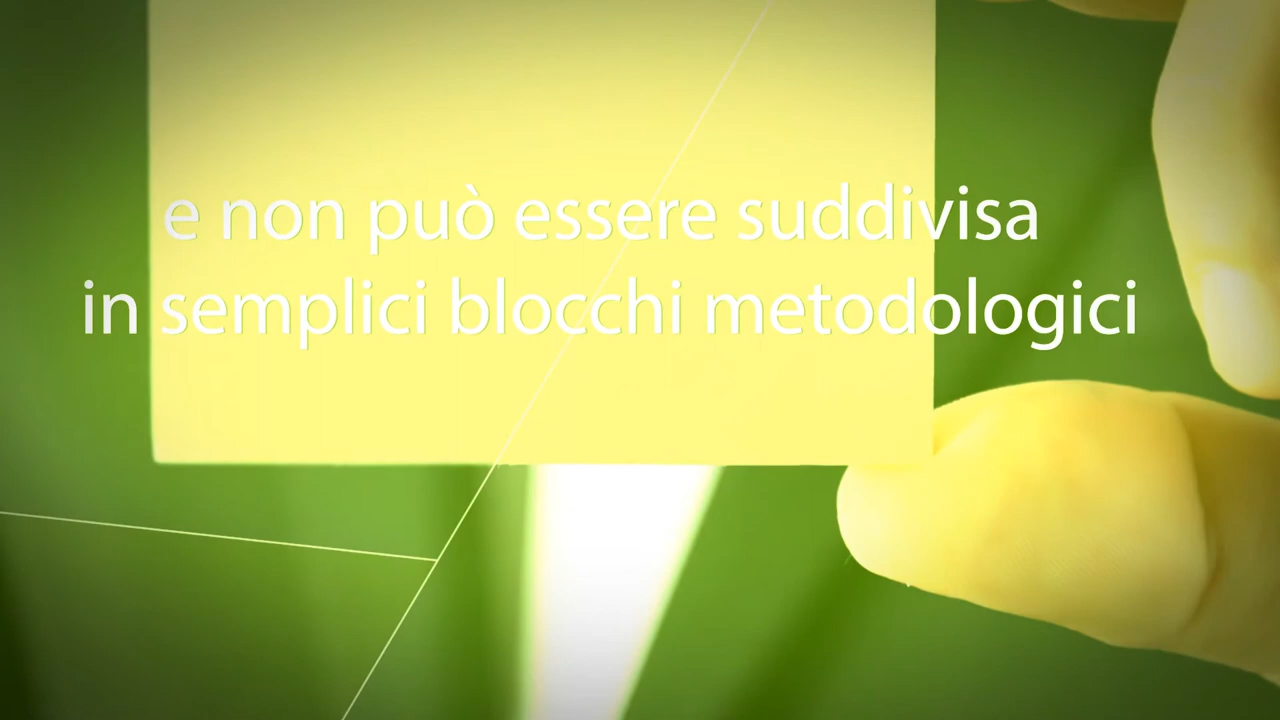 e non può essere suddivisa
in semplici blocchi metodologici